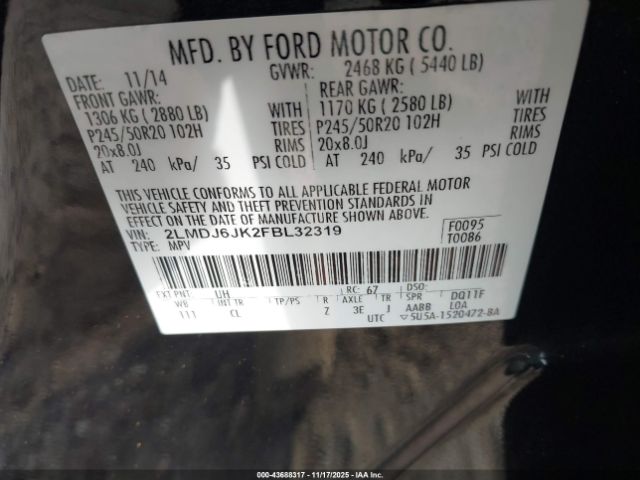 MFD. BY FORD MOTOR CO.
DATE: 11/14 GVWR: 2468 KG ( 5440 LB)
FRONT GAWR: REAR GAWR:
1306 KG ( 2880 LB) WITH 1170 KG ( 2580 LB) WITH
P245/50R20 102H TIRES P245/50R20 102H TIRES
20x8.0J RIMS 20x8.0J RIMS
AT 240 kPa/ 35 PSI COLD AT 240 kPa/ 35 PSI COLD
THIS VEHICLE CONFORMS TO ALL APPLICABLE FEDERAL MOTOR
VEHICLE SAFETY AND THEFT PREVENTION STANDARDS IN
EFFECT ON THE DATE OF MANUFACTURE SHOWN ABOVE.
VIN: 2LMDJ6JK2FBL32319 F0095
TYPE: MPV T0086
EXT PNT: UH RC: 67 DSO:
WB INT TR TP/PS R AXLE TR SPR DQ11F
111 CL Z 3E J AABB LOA
UTC 5U5A-1520472-BA
000-43688317 - 11/17/2025 - IAA Inc.